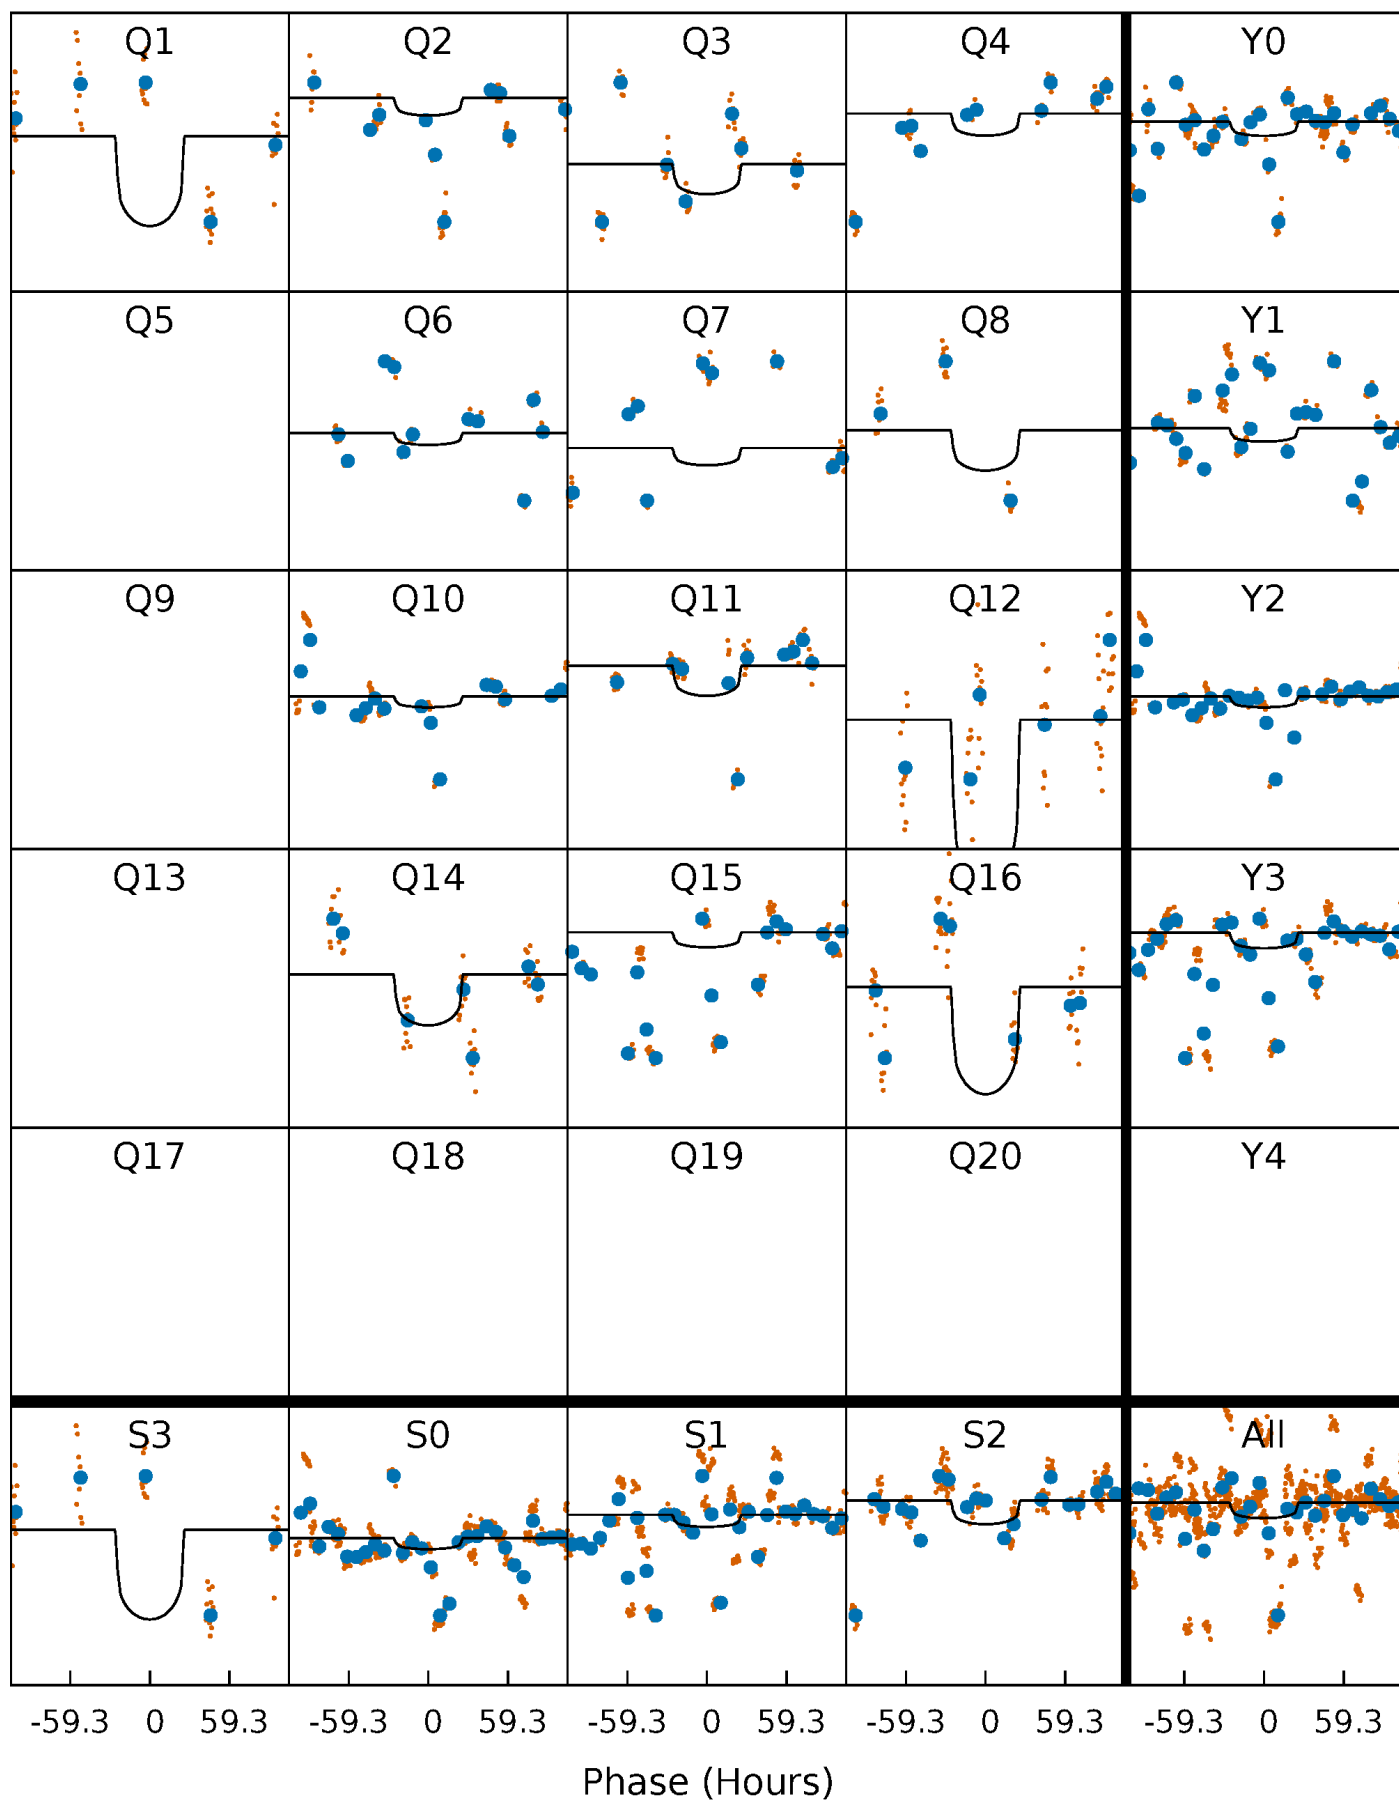 Q1 Q2 Q3 Q4 Y0
Q5 Q6 Q7 Q8 Y1
Q9 Q10 Q11 Q12 Y2
Q13 Q14 Q15 Q16 Y3
Q17 Q18 Q19 Q20 Y4
S3 S0 S1 S2 All
-59.3 0 59.3 -59.3 0 59.3 -59.3 0 59.3 -59.3 0 59.3 -59.3 0 59.3
Phase (Hours)